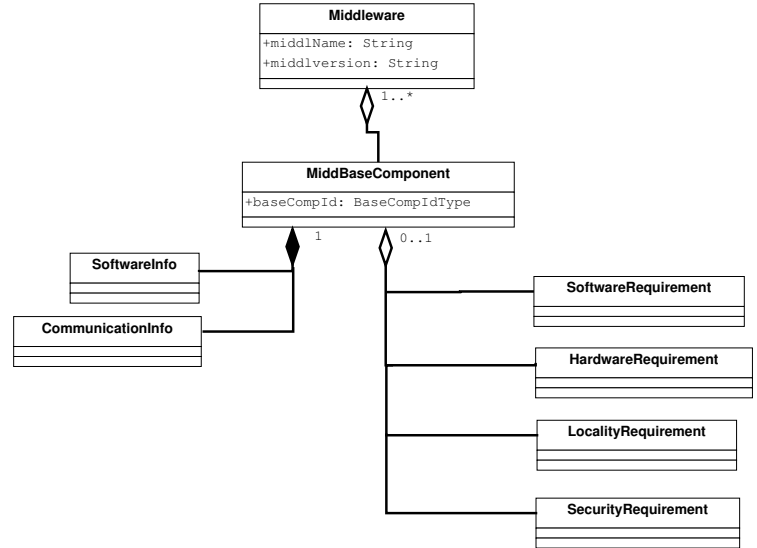 Middleware
+middlName: String
+middlversion: String
1..*
MiddBaseComponent
+baseCompId: BaseCompIdType
1
0..1
SoftwareInfo
SoftwareRequirement
CommunicationInfo
HardwareRequirement
LocalityRequirement
SecurityRequirement